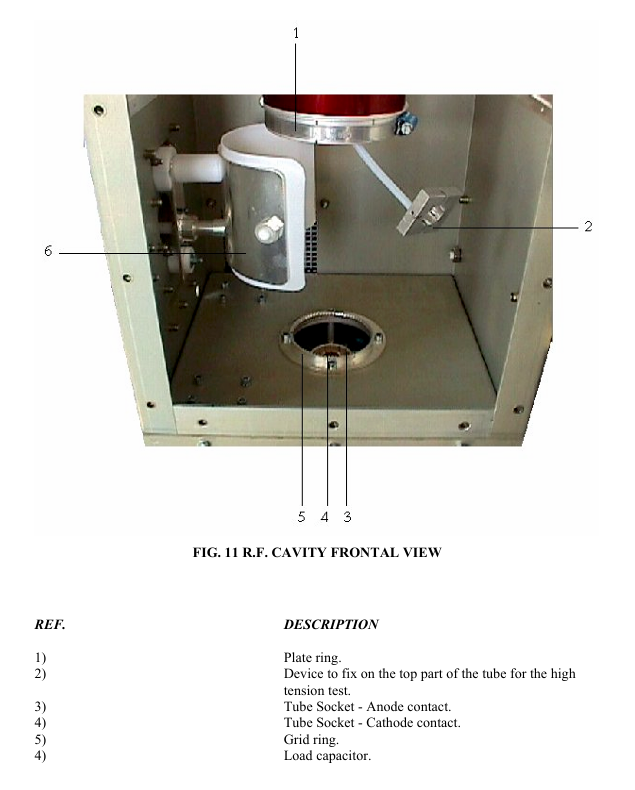 1
2
6
5 4 3
FIG. 11 R.F. CAVITY FRONTAL VIEW
REF. DESCRIPTION
1) Plate ring.
2) Device to fix on the top part of the tube for the high
tension test.
3) Tube Socket - Anode contact.
4) Tube Socket - Cathode contact.
5) Grid ring.
4) Load capacitor.